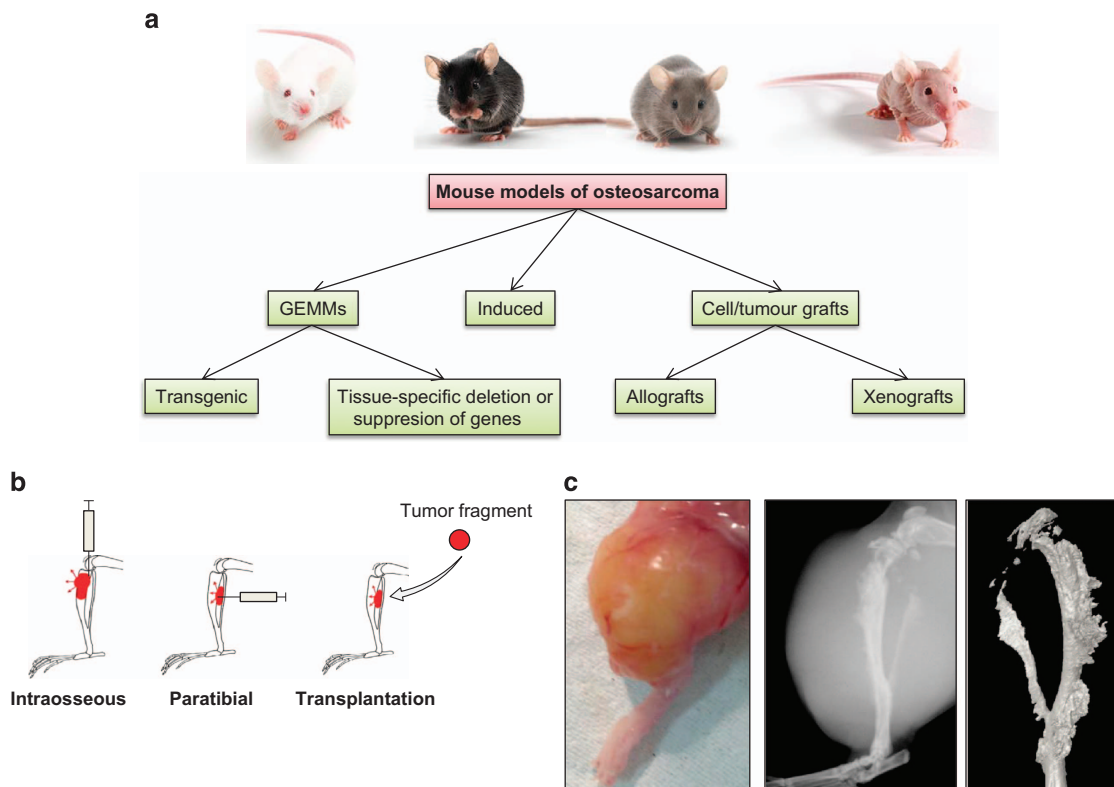 a
Mouse models of osteosarcoma
GEMMs
Induced
Cell/tumour grafts
Transgenic
Tissue-specific deletion or
suppresion of genes
Allografts
Xenografts
b
Tumor fragment
Intraosseous
Paratibial
Transplantation
c